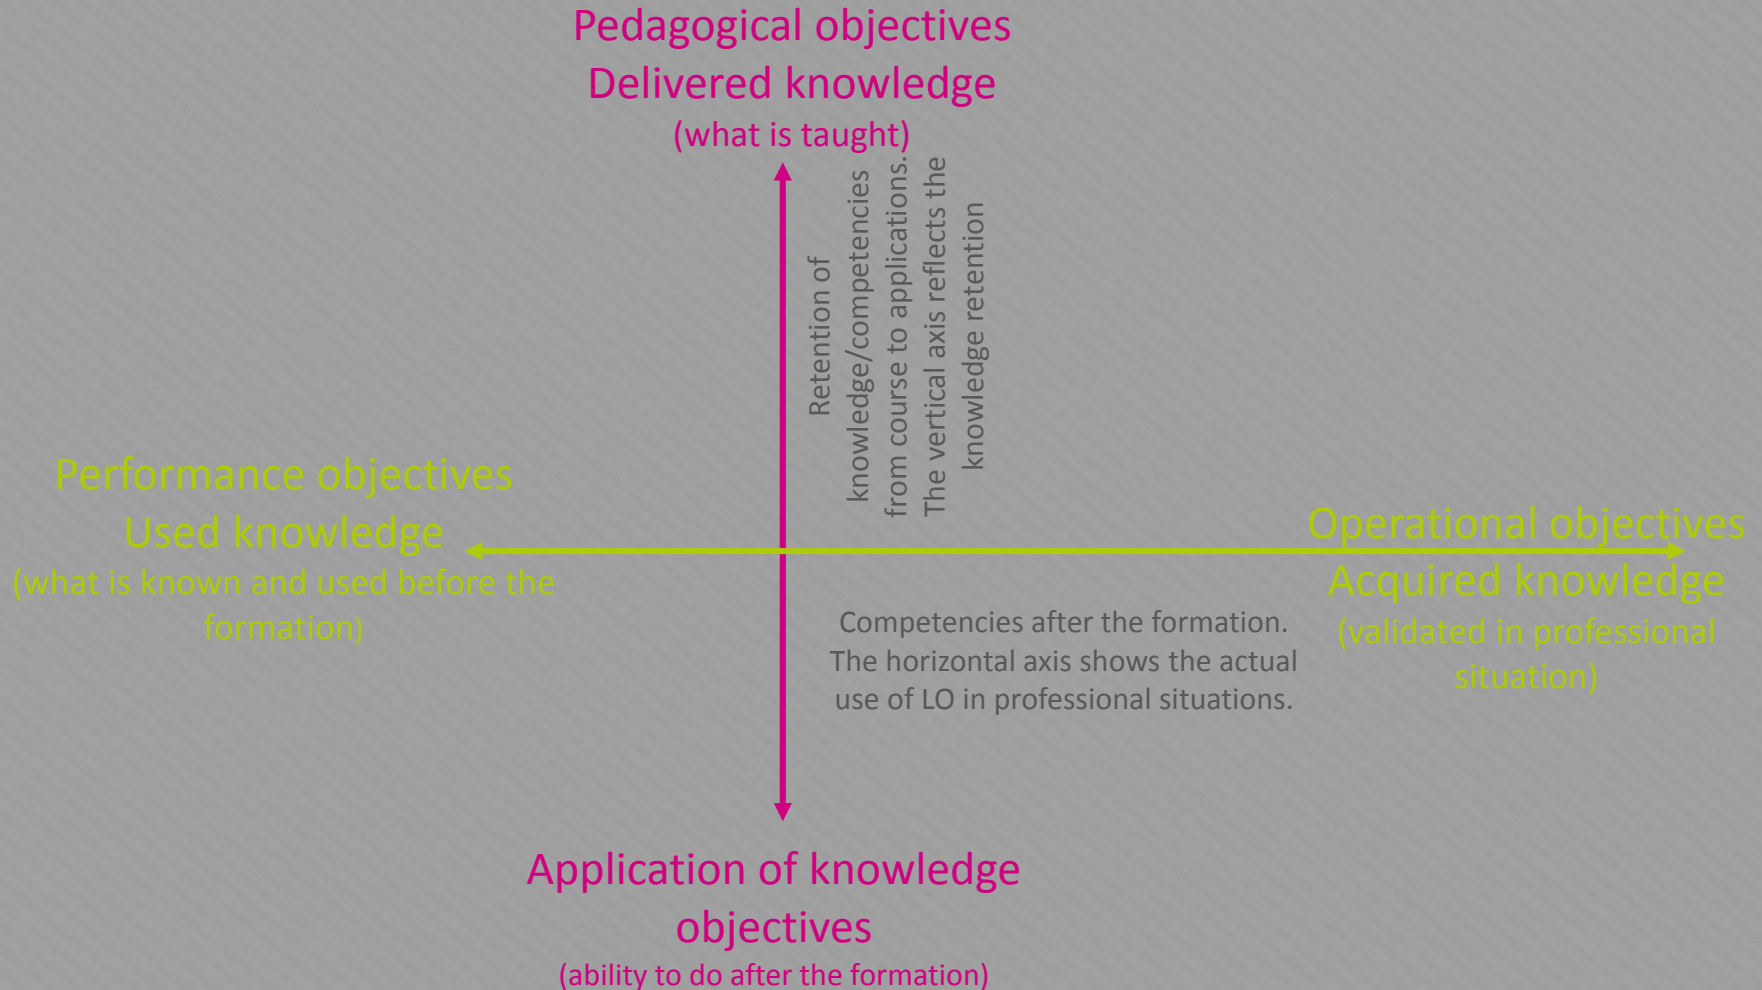 Pedagogical objectives
Delivered knowledge
(what is taught)
Retention of
knowledge/competencies
from course to applications.
The vertical axis reflects the
knowledge retention
Performance objectives
Used knowledge
(what is known and used before the
formation)
Operational objectives
Acquired knowledge
(validated in professional
situation)
Competencies after the formation.
The horizontal axis shows the actual
use of LO in professional situations.
Application of knowledge
objectives
(ability to do after the formation)